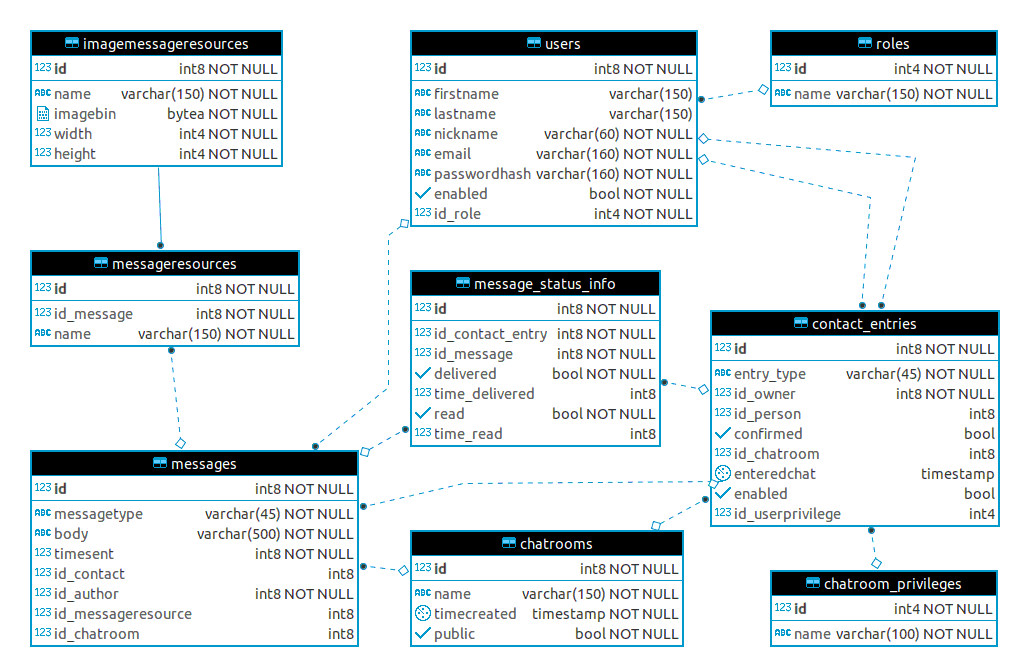 imagemessageresources
123 id int8 NOT NULL
ABC name varchar(150) NOT NULL
imagebin bytea NOT NULL
123 width int4 NOT NULL
123 height int4 NOT NULL
users
123 id int8 NOT NULL
ABC firstname varchar(150)
ABC lastname varchar(150)
ABC nickname varchar(60) NOT NULL
ABC email varchar(160) NOT NULL
ABC passwordhash varchar(160) NOT NULL
enabled bool NOT NULL
123 id_role int4 NOT NULL
roles
123 id int4 NOT NULL
ABC name varchar(150) NOT NULL
messageresources
123 id int8 NOT NULL
123 id_message int8 NOT NULL
ABC name varchar(150) NOT NULL
message_status_info
123 id int8 NOT NULL
123 id_contact_entry int8 NOT NULL
123 id_message int8 NOT NULL
delivered bool NOT NULL
123 time_delivered int8
read bool NOT NULL
123 time_read int8
contact_entries
123 id int8 NOT NULL
ABC entry_type varchar(45) NOT NULL
123 id_owner int8 NOT NULL
123 id_person int8
confirmed bool
123 id_chatroom int8
enteredchat timestamp
enabled bool
123 id_userprivilege int4
messages
123 id int8 NOT NULL
ABC messagetype varchar(45) NOT NULL
ABC body varchar(500) NOT NULL
123 timesent int8 NOT NULL
123 id_contact int8
123 id_author int8 NOT NULL
123 id_messageresource int8
123 id_chatroom int8
chatrooms
123 id int8 NOT NULL
ABC name varchar(150) NOT NULL
timecreated timestamp NOT NULL
public bool NOT NULL
chatroom_privileges
123 id int4 NOT NULL
ABC name varchar(100) NOT NULL